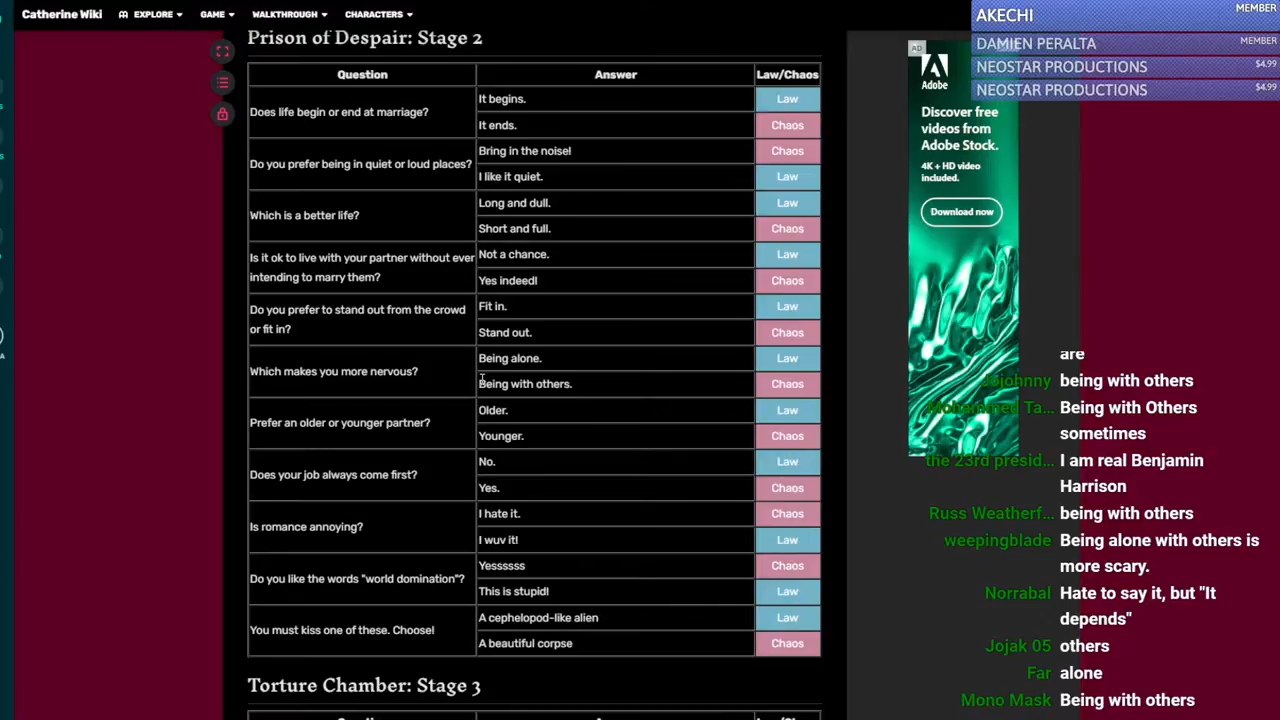 Catherine Wiki
EXPLORE
GAME
WALKTHROUGH
CHARACTERS
AKECHI
MEMBER
DAMIEN PERALTA
MEMBER
NEOSTAR PRODUCTIONS
$4.99
NEOSTAR PRODUCTIONS
$4.99
Prison of Despair: Stage 2
Question
Answer
Law/Chaos
Does life begin or end at marriage?
It begins.
Law
It ends.
Chaos
Do you prefer being in quiet or loud places?
Bring in the noise!
Chaos
I like it quiet.
Law
Which is a better life?
Long and dull.
Law
Short and full.
Chaos
Is it ok to live with your partner without ever
intending to marry them?
Not a chance.
Law
Yes indeed!
Chaos
Do you prefer to stand out from the crowd
or fit in?
Fit in.
Law
Stand out.
Chaos
Which makes you more nervous?
Being alone.
Law
Being with others.
Chaos
Prefer an older or younger partner?
Older.
Law
Younger.
Chaos
Does your job always come first?
No.
Law
Yes.
Chaos
Is romance annoying?
I hate it.
Chaos
I wuv it!
Law
Do you like the words "world domination"?
Yessssss
Chaos
This is stupid!
Law
You must kiss one of these. Choose!
A cephelopod-like alien
Law
A beautiful corpse
Chaos
Torture Chamber: Stage 3
AD
Adobe
Discover free
videos from
Adobe Stock.
4K + HD video
included.
Download now
are
being with others
Mohammed Ta... Being with Others
sometimes
the 23rd presid... I am real Benjamin
Harrison
Russ Weatherf... being with others
weepingblade Being alone with others is
more scary.
Norrabal Hate to say it, but "It
depends"
Jojak 05 others
Far alone
Mono Mask Being with others